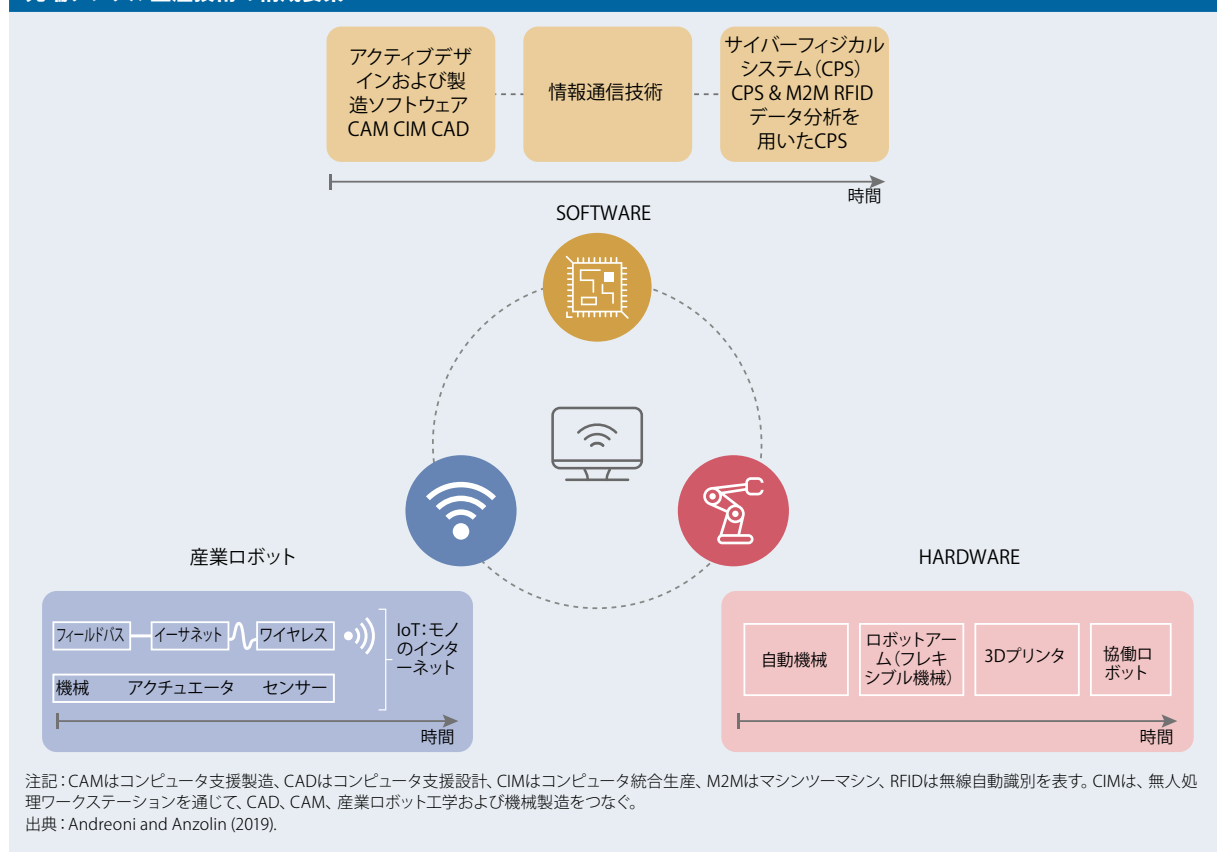 アクティブデザ
インおよび製
造ソフトウェア
CAM CIM CAD
情報通信技術
サイバーフィジカル
システム(CPS)
CPS & M2M RFID
データ分析を
用いたCPS
時間
SOFTWARE
産業ロボット
フィールドバス
イーサネット
ワイヤレス
IoT:モノ
のインタ
ーネット
機械
アクチュエータ
センサー
時間
HARDWARE
自動機械
ロボットアー
ム(フレキ
シブル機械)
3Dプリンタ
協働ロ
ボット
時間
注記:CAMはコンピュータ支援製造、CADはコンピュータ支援設計、CIMはコンピュータ統合生産、M2Mはマシンツーマシン、RFIDは無線自動識別を表す。CIMは、無人処
理ワークステーションを通じて、CAD、CAM、産業ロボット工学および機械製造をつなぐ。
出典:Andreoni and Anzolin (2019).